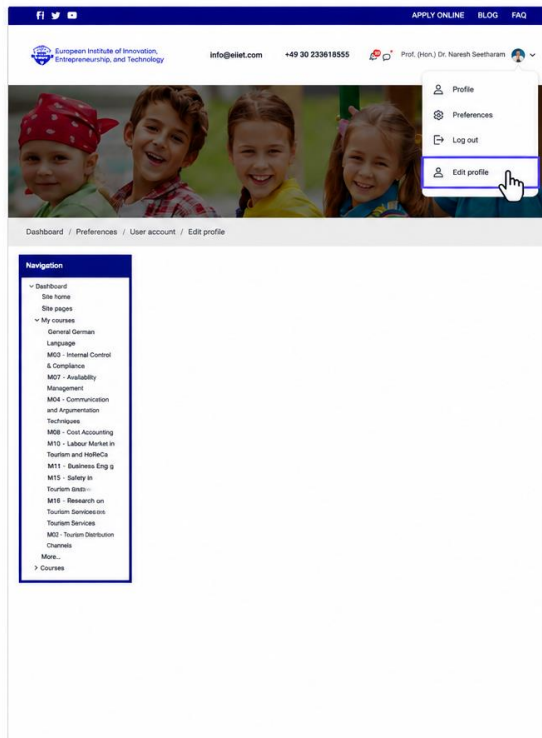 APPLY ONLINE BLOG FAQ
European Institute of Innovation,
Entrepreneurship, and Technology
info@eiiet.com +49 30 233618555 Prof. (Hon.) Dr. Naresh Seetharam
Profile
Preferences
Log out
Edit profile
Dashboard / Preferences / User account / Edit profile
Navigation
Dashboard
Site home
Site pages
My courses
General German
Language
M03 - Internal Control
& Compliance
M07 - Availability
Management
M04 - Communication
and Argumentation
Techniques
M08 - Cost Accounting
M10 - Labour Market in
Tourism and HoReCa
M11 - Business Eng g
M15 - Safety in
Tourism
M16 - Research on
Tourism Services
Tourism Services
M02 - Tourism Distribution
Channels
More...
Courses